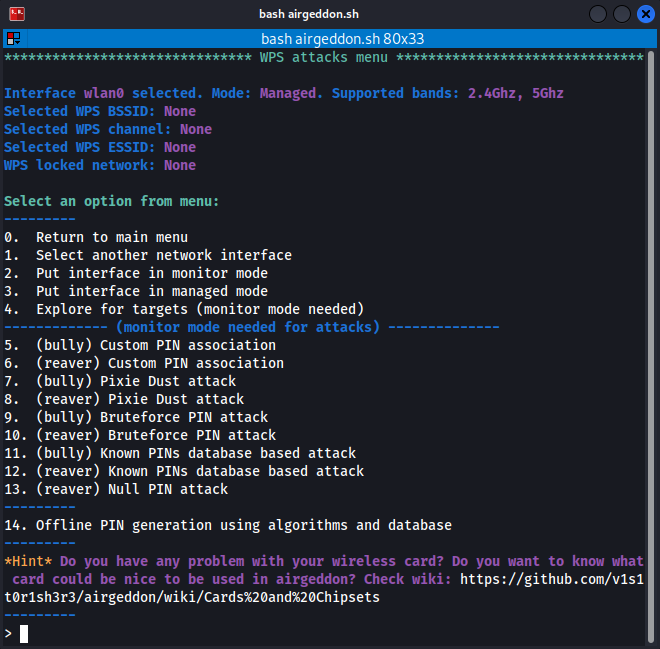 bash airgeddon.sh
bash airgeddon.sh 80x33
******************************* WPS attacks menu *******************************
Interface wlan0 selected. Mode: Managed. Supported bands: 2.4Ghz, 5Ghz
Selected WPS BSSID: None
Selected WPS channel: None
Selected WPS ESSID: None
WPS locked network: None
Select an option from menu:
---------
0.  Return to main menu
1.  Select another network interface
2.  Put interface in monitor mode
3.  Put interface in managed mode
4.  Explore for targets (monitor mode needed)
------------- (monitor mode needed for attacks) --------------
5.  (bully) Custom PIN association
6.  (reaver) Custom PIN association
7.  (bully) Pixie Dust attack
8.  (reaver) Pixie Dust attack
9.  (bully) Bruteforce PIN attack
10. (reaver) Bruteforce PIN attack
11. (bully) Known PINs database based attack
12. (reaver) Known PINs database based attack
13. (reaver) Null PIN attack
---------
14. Offline PIN generation using algorithms and database
---------
*Hint* Do you have any problem with your wireless card? Do you want to know what
 card could be nice to be used in airgeddon? Check wiki: https://github.com/v1s1
t0r1sh3r3/airgeddon/wiki/Cards%20and%20Chipsets
---------
>